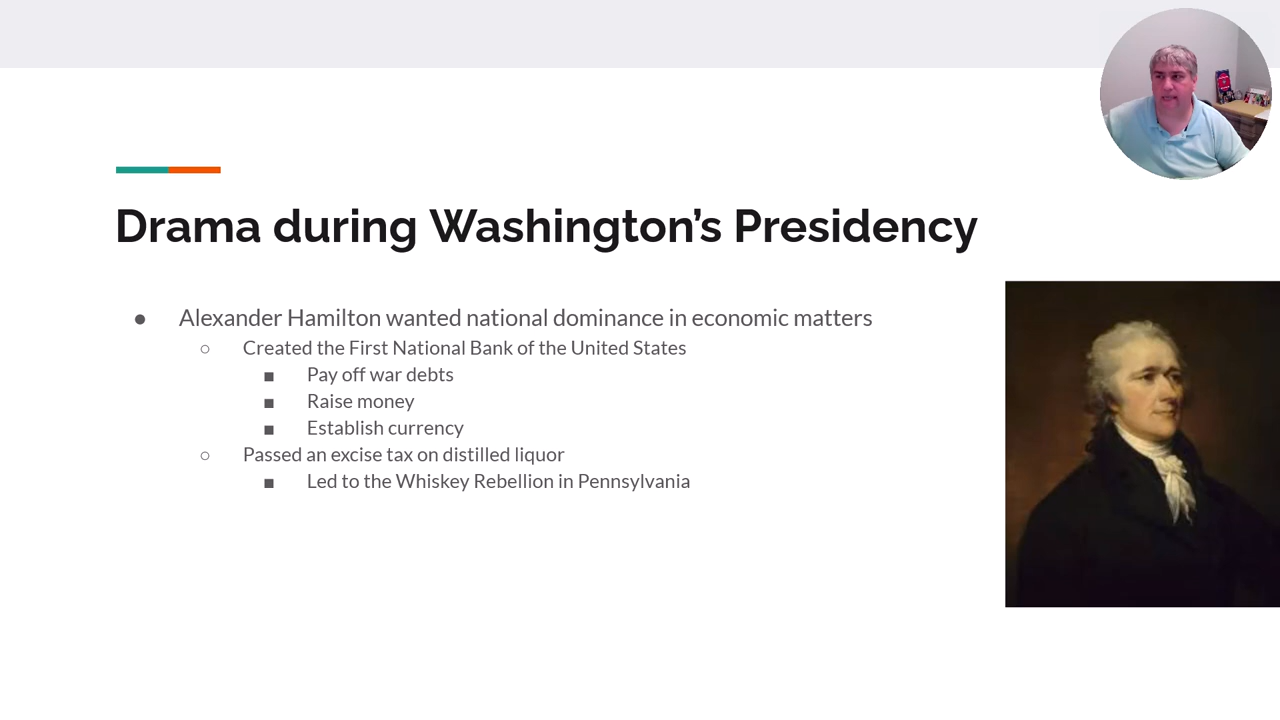 Drama during Washington’s Presidency
● Alexander Hamilton wanted national dominance in economic matters
○ Created the First National Bank of the United States
■ Pay off war debts
■ Raise money
■ Establish currency
○ Passed an excise tax on distilled liquor
■ Led to the Whiskey Rebellion in Pennsylvania